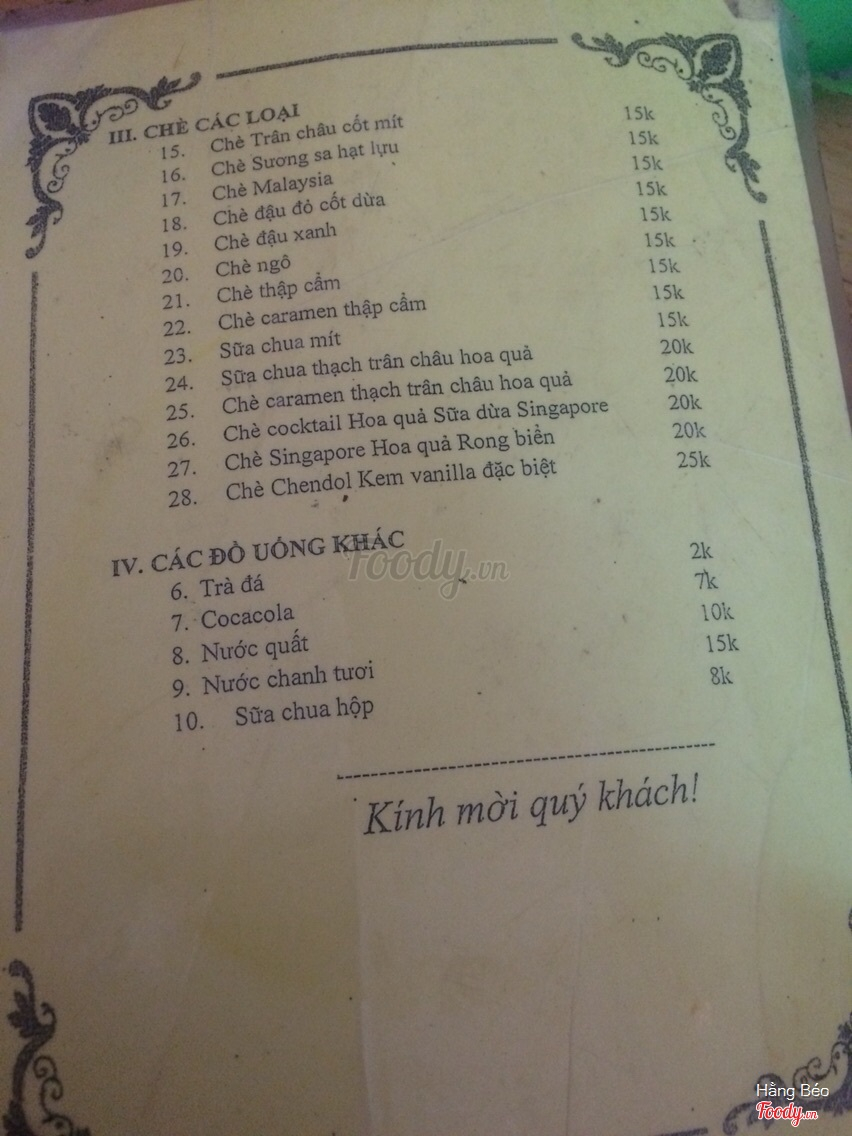 III. CHÈ CÁC LOẠI
15. Chè Trân châu cốt mít 15k
16. Chè Sương sa hạt lựu 15k
17. Chè Malaysia 15k
18. Chè đậu đỏ cốt dừa 15k
19. Chè đậu xanh 15k
20. Chè ngô 15k
21. Chè thập cẩm 15k
22. Chè caramen thập cẩm 15k
23. Sữa chua mít 15k
24. Sữa chua thạch trân châu hoa quả 20k
25. Chè caramen thạch trân châu hoa quả 20k
26. Chè cocktail Hoa quả Sữa dừa Singapore 20k
27. Chè Singapore Hoa quả Rong biển 20k
28. Chè Chendol Kem vanilla đặc biệt 25k
IV. CÁC ĐỒ UỐNG KHÁC
Foody.vn
6. Trà đá 2k
7. Cocacola 7k
8. Nước quất 10k
9. Nước chanh tươi 15k
10. Sữa chua hộp 8k
Kính mời quý khách!
Hằng Béo
Foody.vn